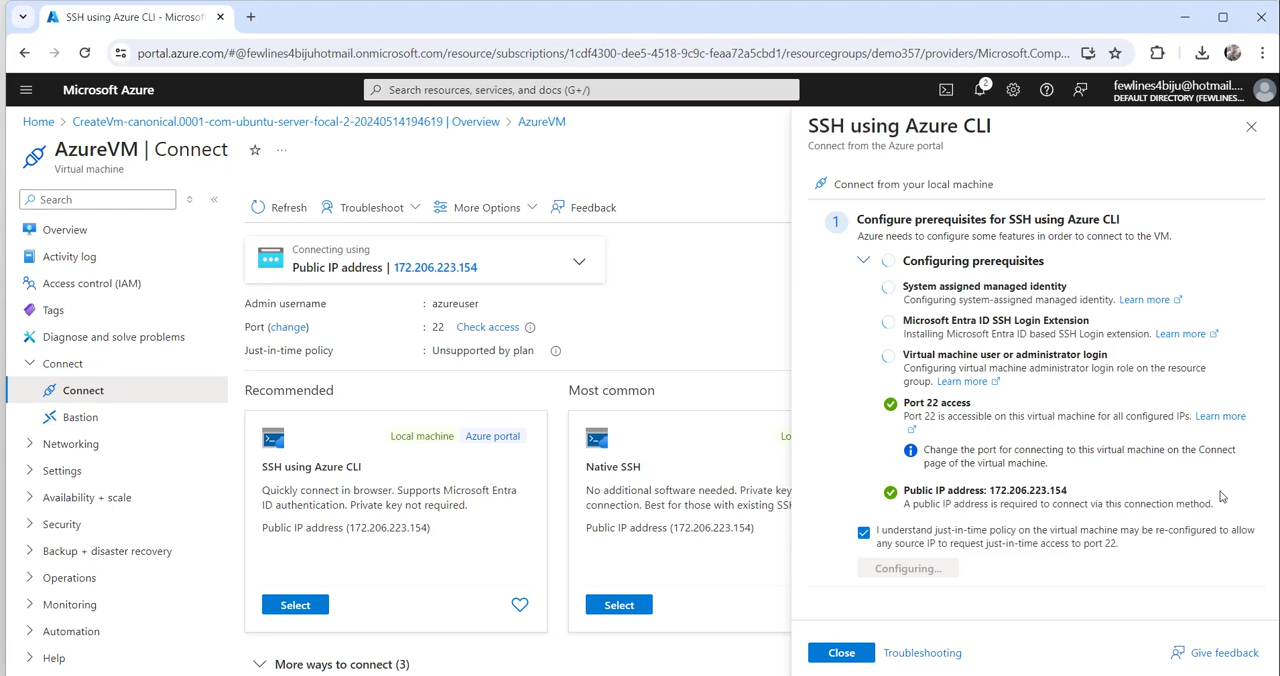 SSH using Azure CLI - Microsof
portal.azure.com/#@fewlines4bijuhotmail.onmicrosoft.com/resource/subscriptions/1cdf4300-dee5-4518-9c9c-feaa72a5cbd1/resourcegroups/demo357/providers/Microsoft.Comp...
Microsoft Azure
Search resources, services, and docs (G+/)
2
fewlines4biju@hotmail....
DEFAULT DIRECTORY (FEWLINES...
Home > CreateVm-canonical.0001-com-ubuntu-server-focal-2-20240514194619 | Overview > AzureVM
AzureVM | Connect
Virtual machine
Search
Overview
Activity log
Access control (IAM)
Tags
Diagnose and solve problems
Connect
Connect
Bastion
Networking
Settings
Availability + scale
Security
Backup + disaster recovery
Operations
Monitoring
Automation
Help
Refresh Troubleshoot More Options Feedback
Connecting using
Public IP address | 172.206.223.154
Admin username : azureuser
Port (change) : 22 Check access
Just-in-time policy : Unsupported by plan
Recommended
Local machine Azure portal
SSH using Azure CLI
Quickly connect in browser. Supports Microsoft Entra
ID authentication. Private key not required.
Public IP address (172.206.223.154)
Select
Most common
Lo
Native SSH
No additional software needed. Private key
connection. Best for those with existing SSH
Public IP address (172.206.223.154)
Select
More ways to connect (3)
SSH using Azure CLI
Connect from the Azure portal
Connect from your local machine
1
Configure prerequisites for SSH using Azure CLI
Azure needs to configure some features in order to connect to the VM.
Configuring prerequisites
System assigned managed identity
Configuring system-assigned managed identity. Learn more
Microsoft Entra ID SSH Login Extension
Installing Microsoft Entra ID based SSH Login extension. Learn more
Virtual machine user or administrator login
Configuring virtual machine administrator login role on the resource
group. Learn more
Port 22 access
Port 22 is accessible on this virtual machine for all configured IPs. Learn more
Change the port for connecting to this virtual machine on the Connect
page of the virtual machine.
Public IP address: 172.206.223.154
A public IP address is required to connect via this connection method.
I understand just-in-time policy on the virtual machine may be re-configured to allow
any source IP to request just-in-time access to port 22.
Configuring...
Close Troubleshooting Give feedback